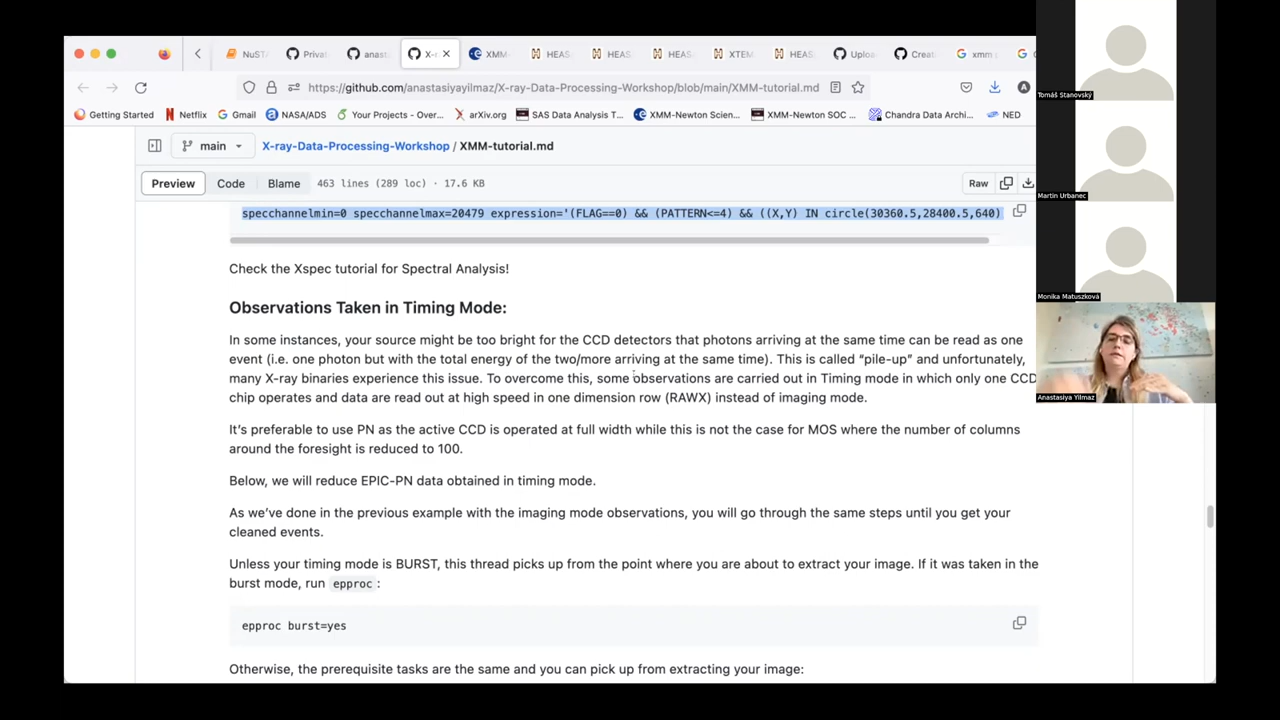 NuST
Priva
anast
X-r
XMM-
HEAS
HEAS
HEAS
XTEM
HEAS
Uploa
Creati
xmm p
https://github.com/anastasiyayilmaz/X-ray-Data-Processing-Workshop/blob/main/XMM-tutorial.md
A
Getting Started
Netflix
Gmail
NASA/ADS
Your Projects - Over...
arXiv.org
SAS Data Analysis T...
XMM-Newton Scien...
XMM-Newton SOC ...
Chandra Data Archi...
NED
main
X-ray-Data-Processing-Workshop / XMM-tutorial.md
Preview
Code
Blame
463 lines (289 loc) · 17.6 KB
Raw
specchannelmin=0 specchannelmax=20479 expression='(FLAG==0) && (PATTERN<=4) && ((X,Y) IN circle(30360.5,28400.5,640)
Check the Xspec tutorial for Spectral Analysis!
Observations Taken in Timing Mode:
In some instances, your source might be too bright for the CCD detectors that photons arriving at the same time can be read as one
event (i.e. one photon but with the total energy of the two/more arriving at the same time). This is called “pile-up” and unfortunately,
many X-ray binaries experience this issue. To overcome this, some observations are carried out in Timing mode in which only one CCD
chip operates and data are read out at high speed in one dimension row (RAWX) instead of imaging mode.
It’s preferable to use PN as the active CCD is operated at full width while this is not the case for MOS where the number of columns
around the foresight is reduced to 100.
Below, we will reduce EPIC-PN data obtained in timing mode.
As we’ve done in the previous example with the imaging mode observations, you will go through the same steps until you get your
cleaned events.
Unless your timing mode is BURST, this thread picks up from the point where you are about to extract your image. If it was taken in the
burst mode, run epproc :
epproc burst=yes
Otherwise, the prerequisite tasks are the same and you can pick up from extracting your image:
Tomáš Stanovský
Martin Urbanec
Monika Matuszková
Anastasiya Yilmaz